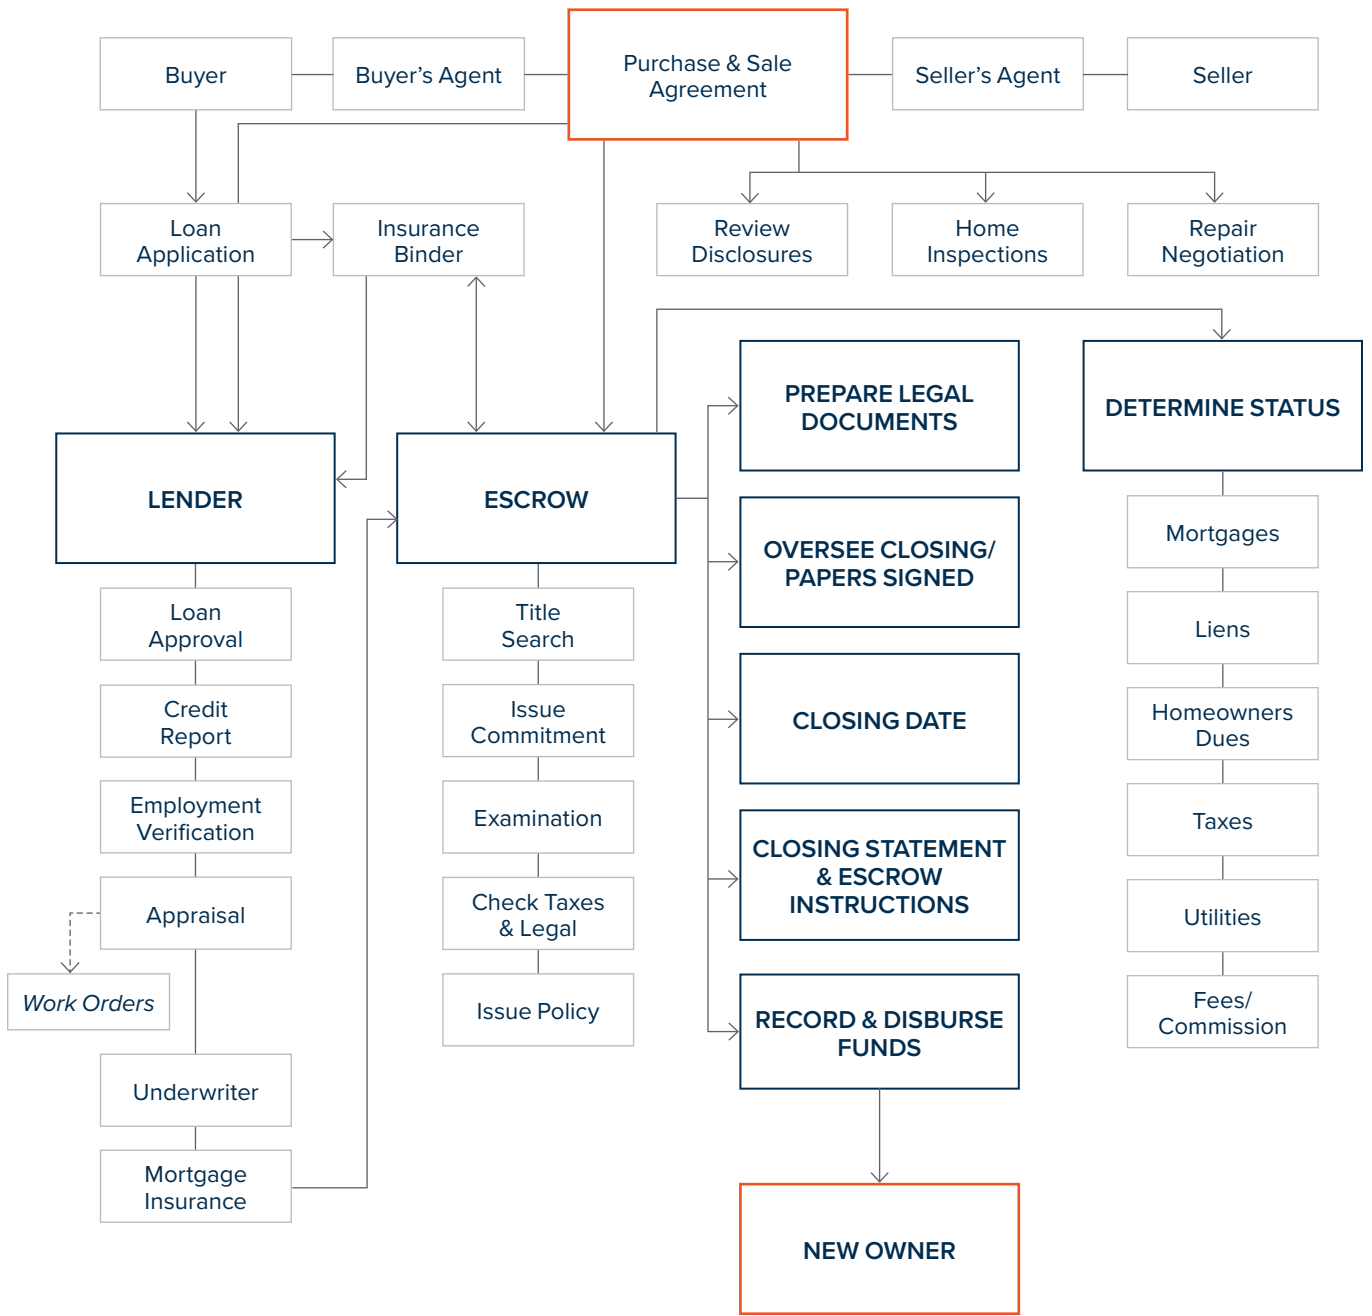 Buyer
Buyer’s Agent
Purchase & Sale
Agreement
Seller’s Agent
Seller
Loan
Application
Insurance
Binder
Review
Disclosures
Home
Inspections
Repair
Negotiation
LENDER
ESCROW
PREPARE LEGAL
DOCUMENTS
DETERMINE STATUS
OVERSEE CLOSING/
PAPERS SIGNED
CLOSING DATE
CLOSING STATEMENT
& ESCROW
INSTRUCTIONS
RECORD & DISBURSE
FUNDS
NEW OWNER
Loan
Approval
Credit
Report
Employment
Verification
Appraisal
Work Orders
Underwriter
Mortgage
Insurance
Title
Search
Issue
Commitment
Examination
Check Taxes
& Legal
Issue Policy
Mortgages
Liens
Homeowners
Dues
Taxes
Utilities
Fees/
Commission